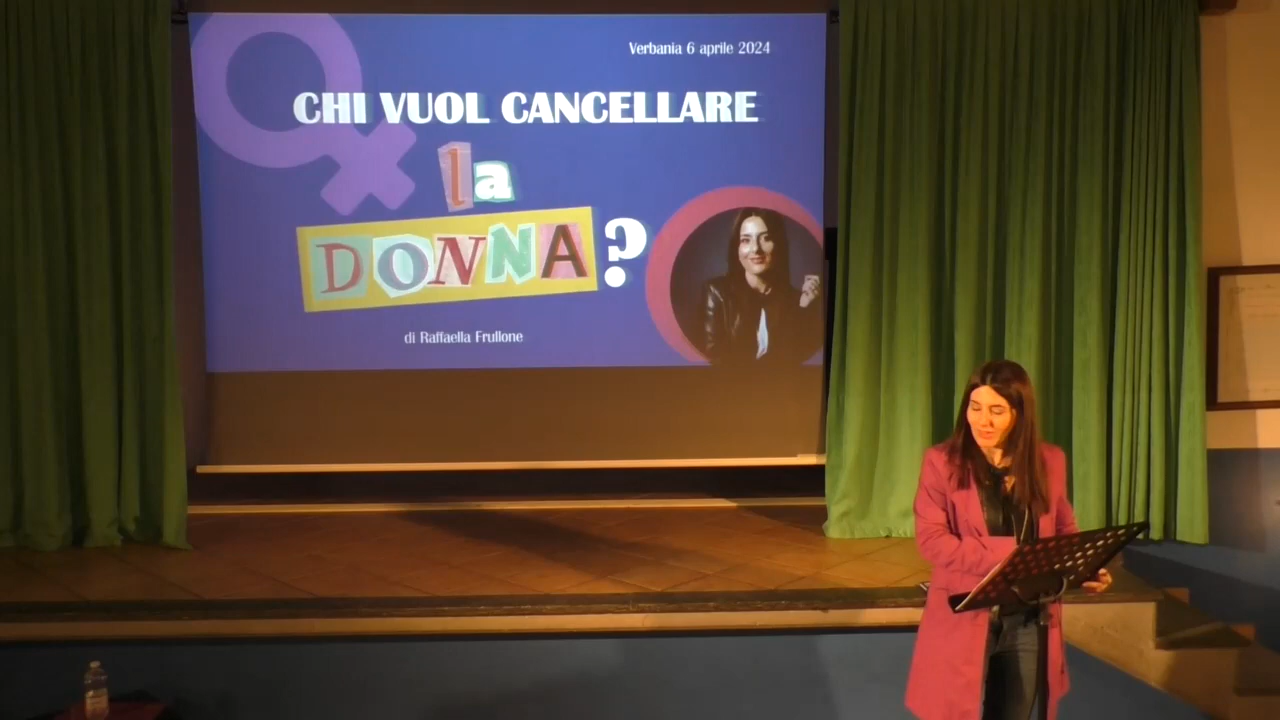 Verbania 6 aprile 2024
CHI VUOL CANCELLARE
la
DONNA?
di Raffaella Frullone